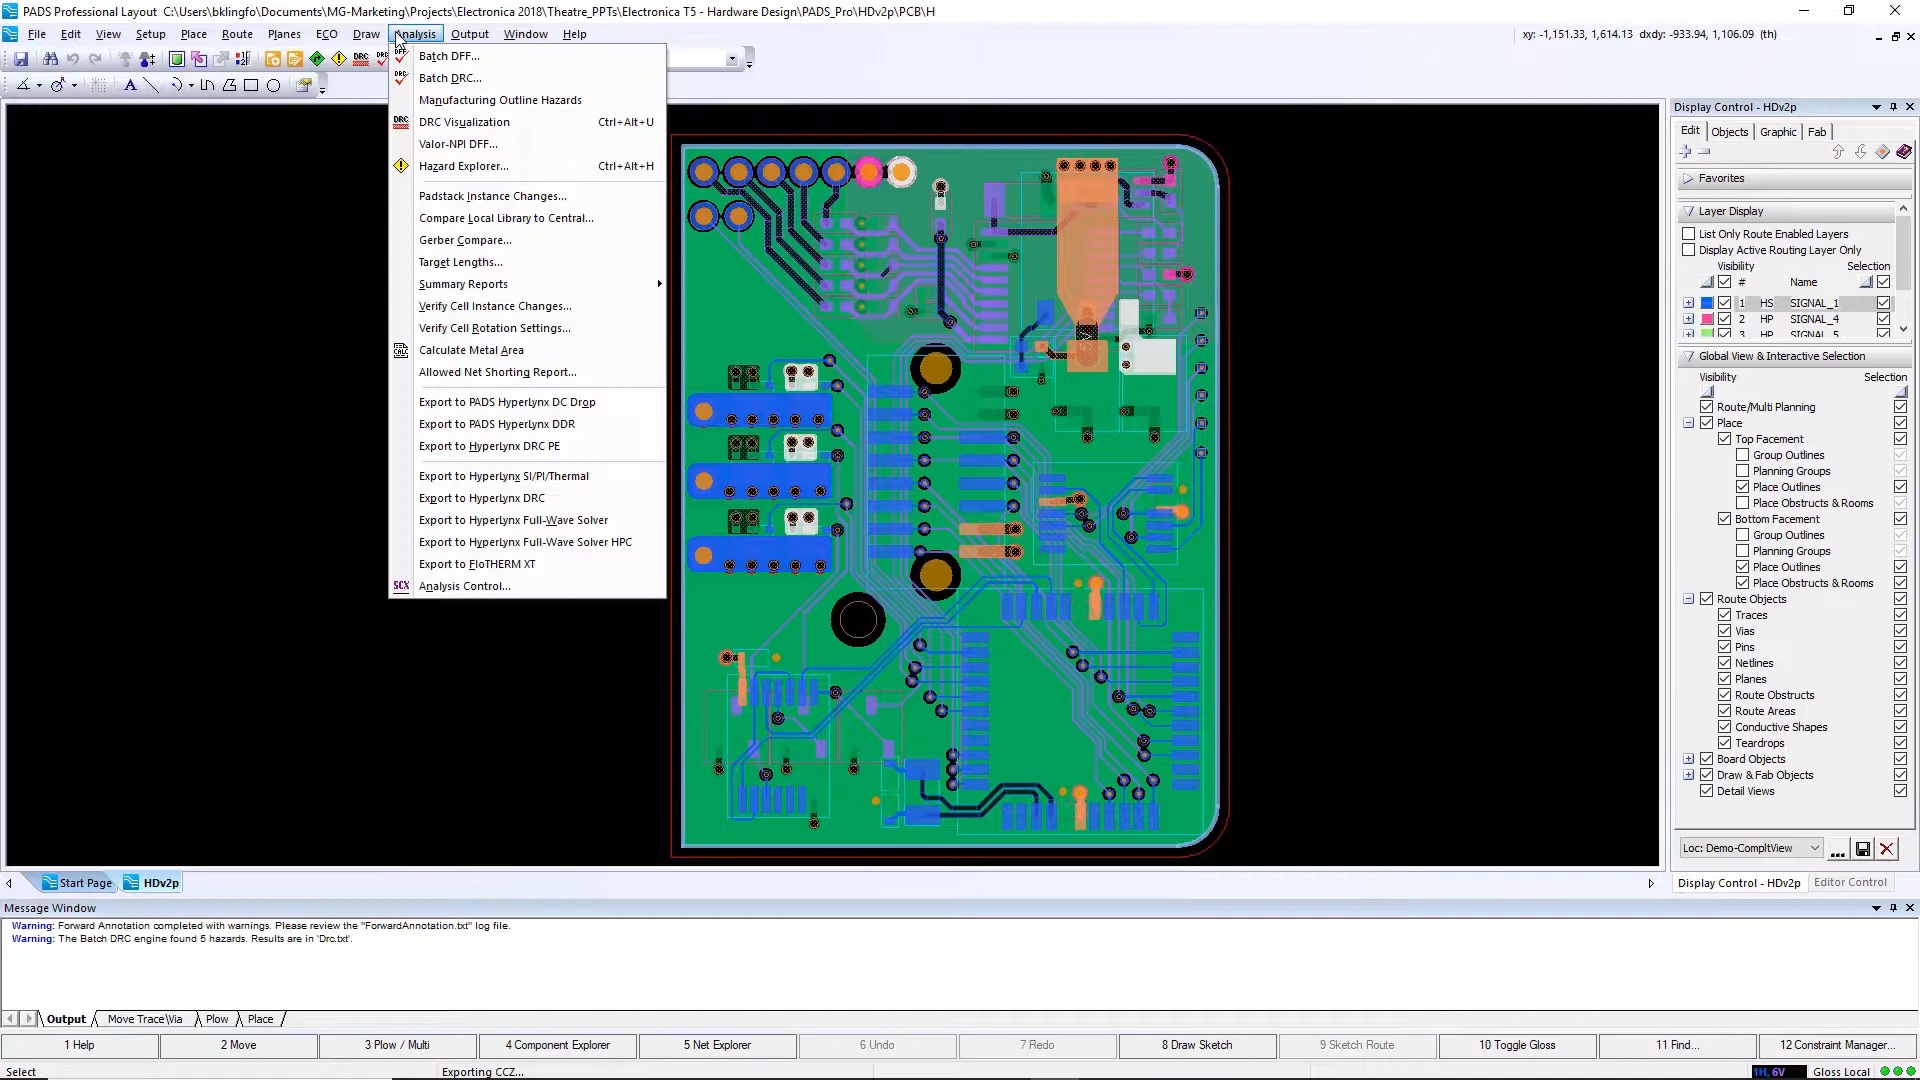 PADS Professional Layout C:\Users\bklingfo\Documents\MG-Marketing\Projects\Electronica 2018\Theatre_PPTs\Electronica T5 - Hardware Design\PADS_Pro\HDv2p\PCB\H
File Edit View Setup Place Route Planes ECO Draw Analysis Output Window Help
xy: -1,151.33, 1,614.13 dxdy: -933.94, 1,106.09 (th)
Batch DFF...
Batch DRC...
Manufacturing Outline Hazards
DRC Visualization Ctrl+Alt+U
Valor-NPI DFF...
Hazard Explorer... Ctrl+Alt+H
Padstack Instance Changes...
Compare Local Library to Central...
Gerber Compare...
Target Lengths...
Summary Reports
Verify Cell Instance Changes...
Verify Cell Rotation Settings...
Calculate Metal Area
Allowed Net Shorting Report...
Export to PADS HyperLynx DC Drop
Export to PADS HyperLynx DDR
Export to HyperLynx DRC PE
Export to HyperLynx SI/PI/Thermal
Export to HyperLynx DRC
Export to HyperLynx Full-Wave Solver
Export to HyperLynx Full-Wave Solver HPC
Export to FloTHERM XT
SCX Analysis Control...
Display Control - HDv2p
Edit Objects Graphic Fab
Favorites
Layer Display
List Only Route Enabled Layers
Display Active Routing Layer Only
Visibility Selection
# Name
1 HS SIGNAL_1
2 HP SIGNAL_4
3 HP SIGNAL_5
Global View & Interactive Selection
Visibility Selection
Route/Multi Planning
Place
Top Facement
Group Outlines
Planning Groups
Place Outlines
Place Obstructs & Rooms
Bottom Facement
Group Outlines
Planning Groups
Place Outlines
Place Obstructs & Rooms
Route Objects
Traces
Vias
Pins
Netlines
Planes
Route Obstructs
Route Areas
Conductive Shapes
Teardrops
Board Objects
Draw & Fab Objects
Detail Views
Loc: Demo-CompltView
Display Control - HDv2p Editor Control
Start Page HDv2p
Message Window
Warning: Forward Annotation completed with warnings. Please review the "ForwardAnnotation.txt" log file.
Warning: The Batch DRC engine found 5 hazards. Results are in 'Drc.txt'.
Output Move Trace\Via Plow Place
1 Help 2 Move 3 Plow / Multi 4 Component Explorer 5 Net Explorer 6 Undo 7 Redo 8 Draw Sketch 9 Sketch Route 10 Toggle Gloss 11 Find... 12 Constraint Manager...
Select Exporting CCZ... 1H, 6V Gloss Local